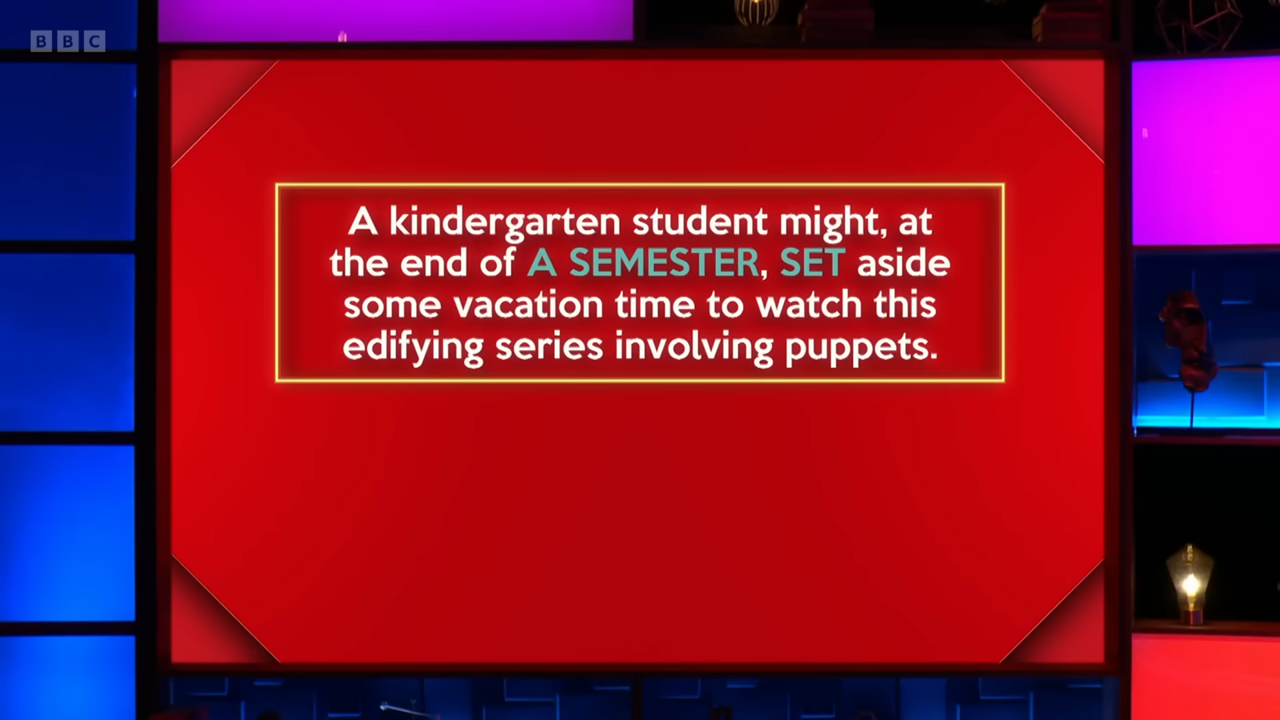 BBC
A kindergarten student might, at
the end of A SEMESTER, SET aside
some vacation time to watch this
edifying series involving puppets.